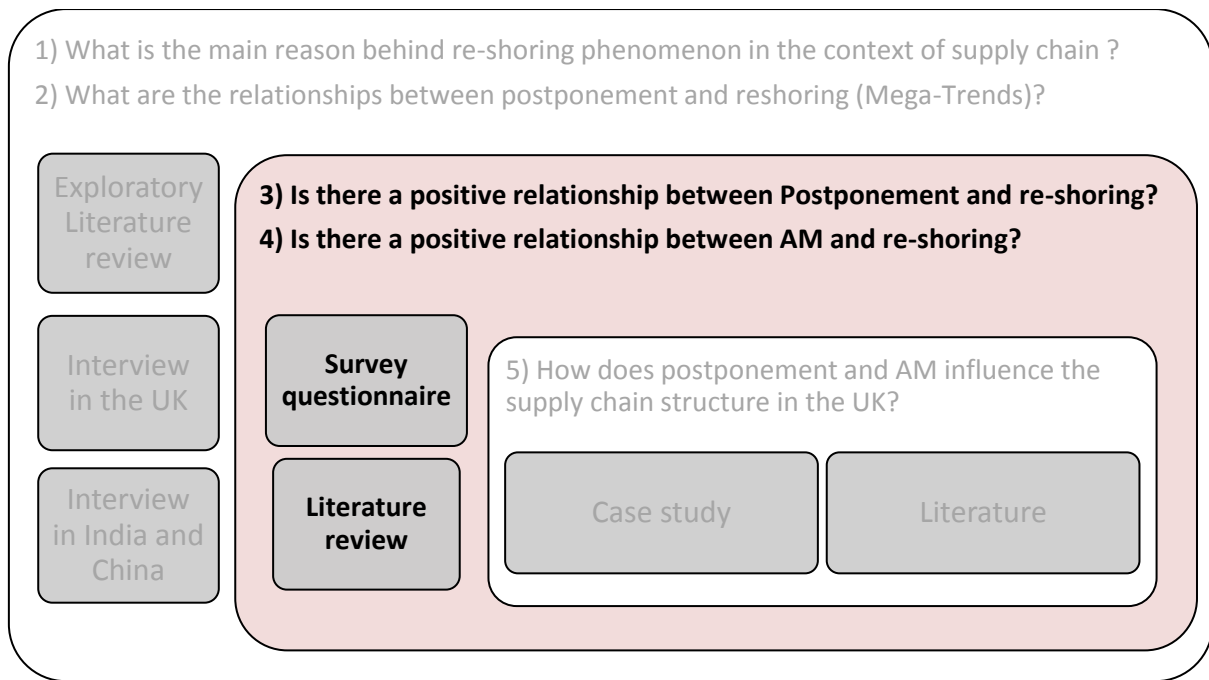 1) What is the main reason behind re-shoring phenomenon in the context of supply chain ?
2) What are the relationships between postponement and reshoring (Mega-Trends)?
Exploratory
Literature
review
3) Is there a positive relationship between Postponement and re-shoring?
4) Is there a positive relationship between AM and re-shoring?
Interview
in the UK
Survey
questionnaire
5) How does postponement and AM influence the
supply chain structure in the UK?
Interview
in India and
China
Literature
review
Case study
Literature